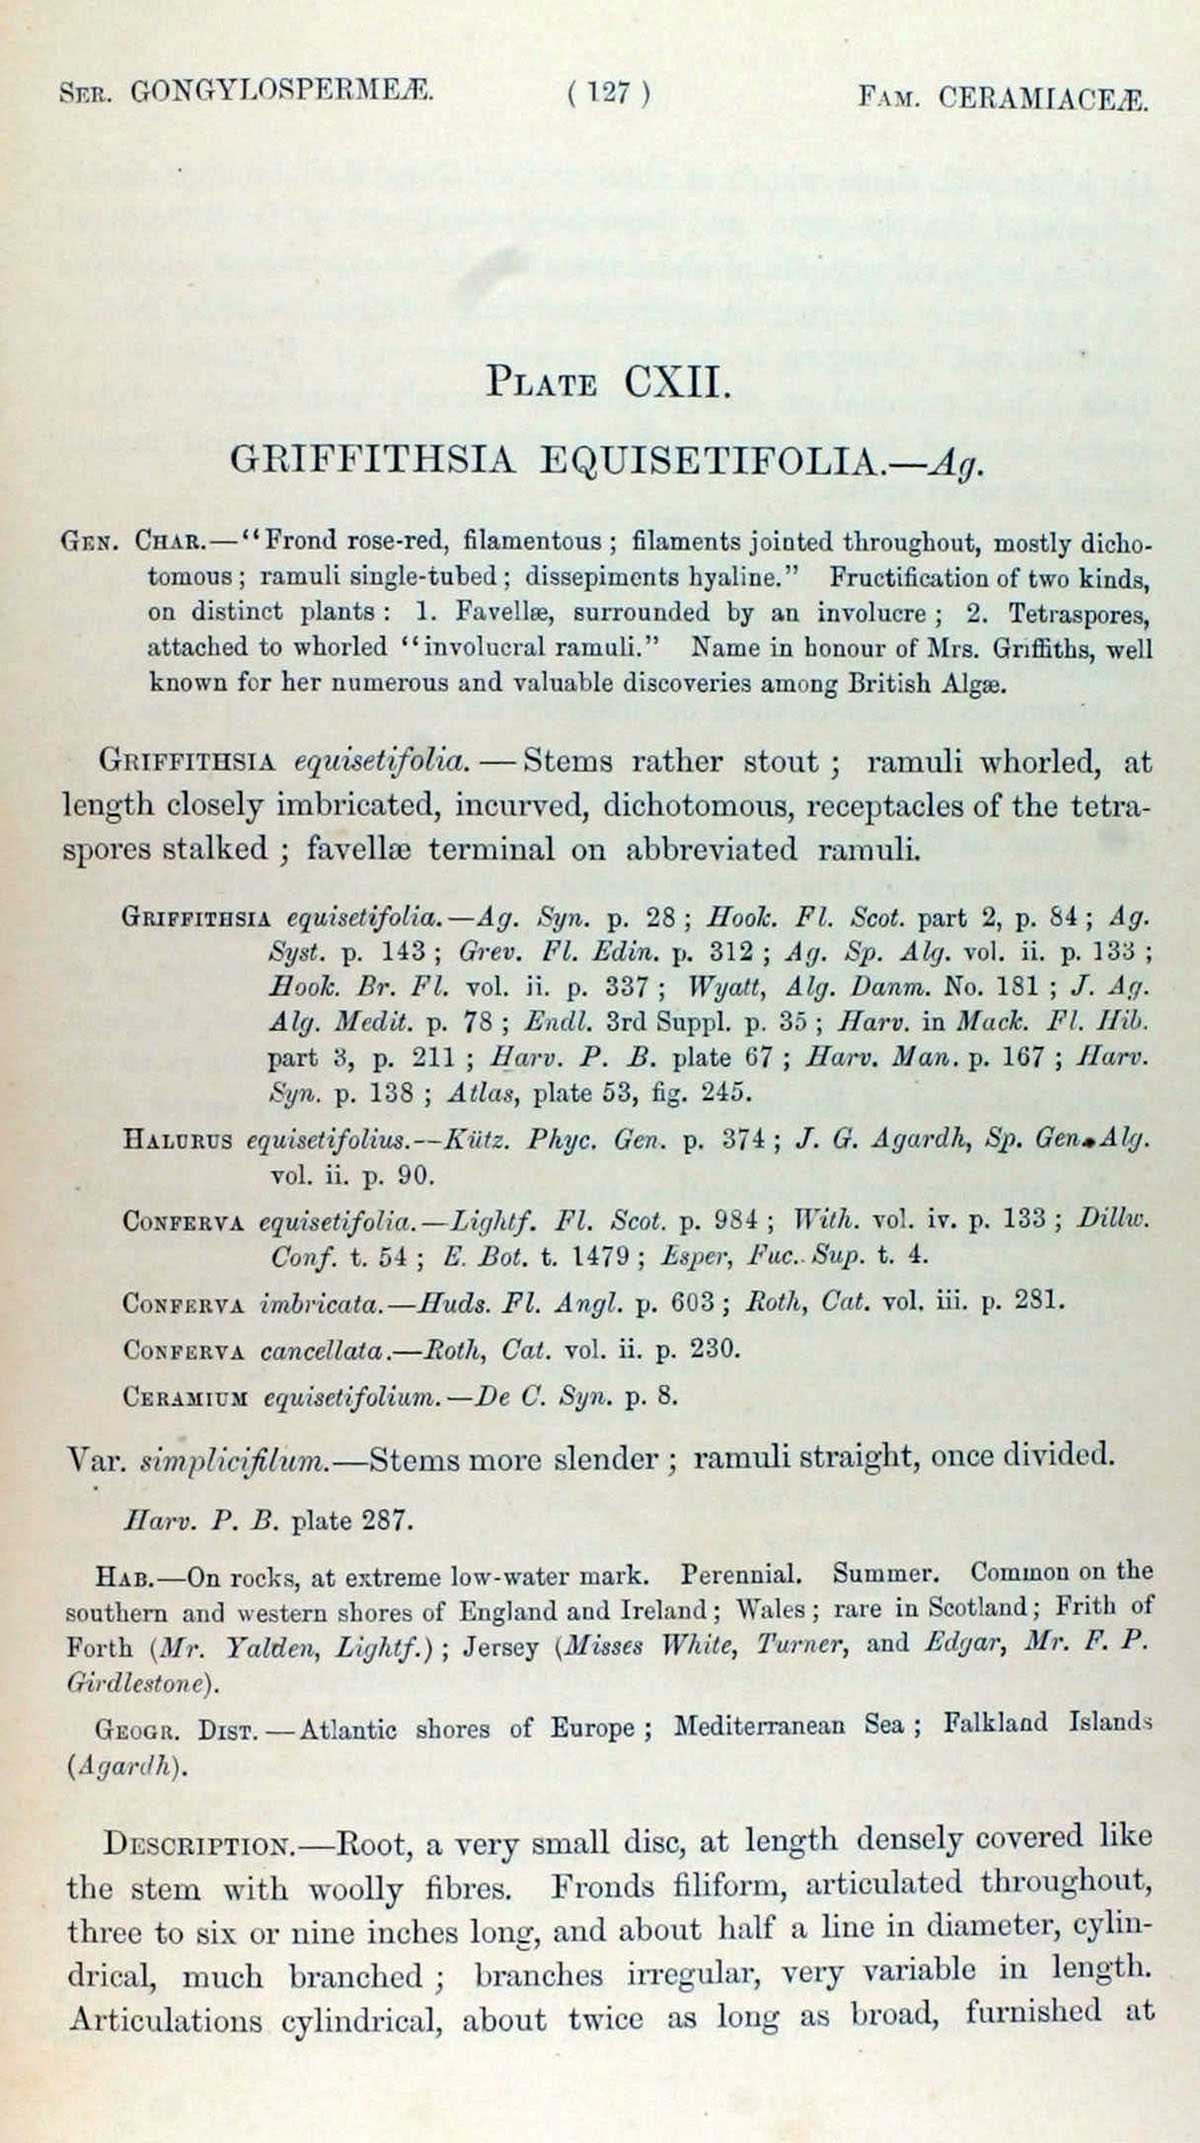 Ser. GONGYLOSPERMEÆ. ( 127 ) Fam. CERAMIACEÆ.
Plate CXII.
GRIFFITHSIA EQUISETIFOLIA.—Ag.
Gen. Char.—“Frond rose-red, filamentous ; filaments jointed throughout, mostly dicho-
tomous ; ramuli single-tubed ; dissepiments hyaline.” Fructification of two kinds,
on distinct plants : 1. Favellæ, surrounded by an involucre ; 2. Tetraspores,
attached to whorled “involucral ramuli.” Name in honour of Mrs. Griffiths, well
known for her numerous and valuable discoveries among British Algæ.
Griffithsia equisetifolia. — Stems rather stout ; ramuli whorled, at
length closely imbricated, incurved, dichotomous, receptacles of the tetra-
spores stalked ; favellæ terminal on abbreviated ramuli.
Griffithsia equisetifolia.—Ag. Syn. p. 28 ; Hook. Fl. Scot. part 2, p. 84 ; Ag.
Syst. p. 143 ; Grev. Fl. Edin. p. 312 ; Ag. Sp. Alg. vol. ii. p. 133 ;
Hook. Br. Fl. vol. ii. p. 337 ; Wyatt, Alg. Danm. No. 181 ; J. Ag.
Alg. Medit. p. 78 ; Endl. 3rd Suppl. p. 35 ; Harv. in Mack. Fl. Hib.
part 3, p. 211 ; Harv. P. B. plate 67 ; Harv. Man. p. 167 ; Harv.
Syn. p. 138 ; Atlas, plate 53, fig. 245.
Halurus equisetifolius.--Kütz. Phyc. Gen. p. 374 ; J. G. Agardh, Sp. Gen. Alg.
vol. ii. p. 90.
Conferva equisetifolia.—Lightf. Fl. Scot. p. 984 ; With. vol. iv. p. 133 ; Dillw.
Conf. t. 54 ; E. Bot. t. 1479 ; Esper, Fuc. Sup. t. 4.
Conferva imbricata.—Huds. Fl. Angl. p. 603 ; Roth, Cat. vol. iii. p. 281.
Conferva cancellata.—Roth, Cat. vol. ii. p. 230.
Ceramium equisetifolium.—De C. Syn. p. 8.
Var. simplicifilum.—Stems more slender ; ramuli straight, once divided.
Harv. P. B. plate 287.
Hab.—On rocks, at extreme low-water mark. Perennial. Summer. Common on the
southern and western shores of England and Ireland ; Wales ; rare in Scotland ; Frith of
Forth (Mr. Yalden, Lightf.) ; Jersey (Misses White, Turner, and Edgar, Mr. F. P.
Girdlestone).
Geogr. Dist. — Atlantic shores of Europe ; Mediterranean Sea ; Falkland Islands
(Agardh).
Description.—Root, a very small disc, at length densely covered like
the stem with woolly fibres. Fronds filiform, articulated throughout,
three to six or nine inches long, and about half a line in diameter, cylin-
drical, much branched ; branches irregular, very variable in length.
Articulations cylindrical, about twice as long as broad, furnished at